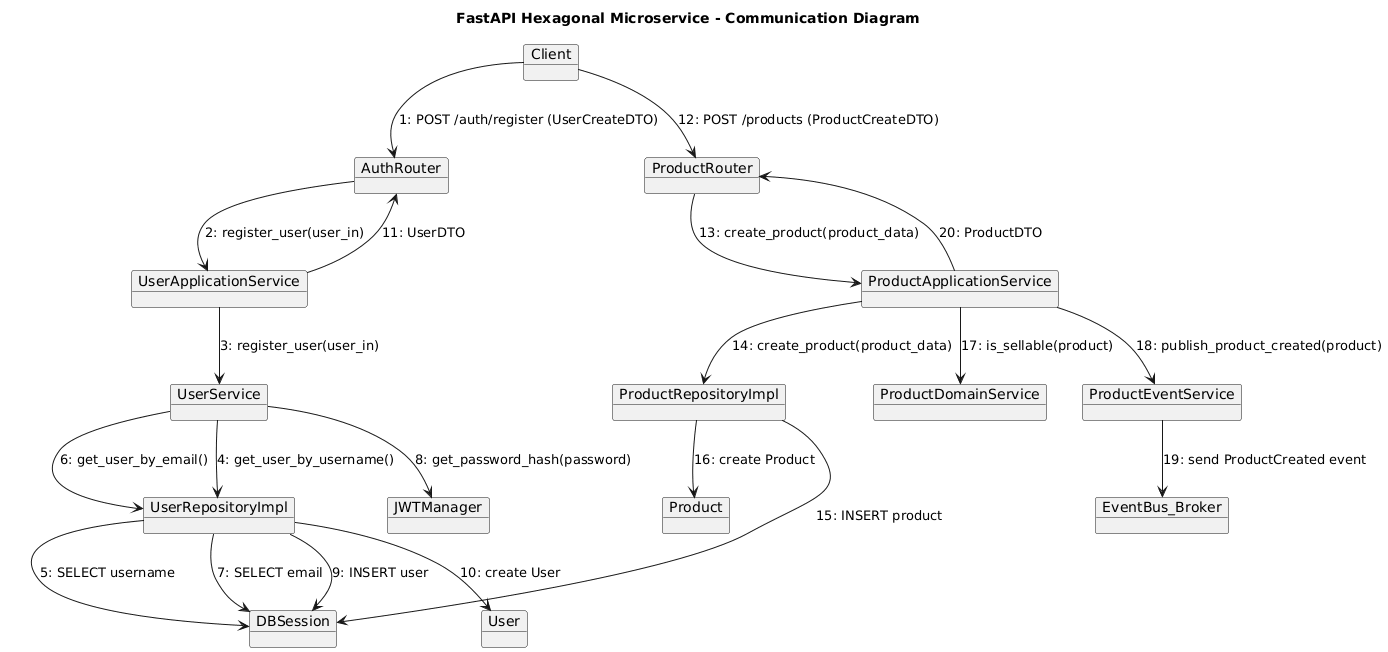 FastAPI Hexagonal Microservice - Communication Diagram
Client
1: POST /auth/register (UserCreateDTO)
12: POST /products (ProductCreateDTO)
AuthRouter
ProductRouter
2: register_user(user_in)
11: UserDTO
13: create_product(product_data)
20: ProductDTO
UserApplicationService
ProductApplicationService
3: register_user(user_in)
14: create_product(product_data)
17: is_sellable(product)
18: publish_product_created(product)
UserService
ProductRepositoryImpl
ProductDomainService
ProductEventService
6: get_user_by_email()
4: get_user_by_username()
8: get_password_hash(password)
16: create Product
19: send ProductCreated event
UserRepositoryImpl
JWTManager
Product
EventBus_Broker
15: INSERT product
5: SELECT username
7: SELECT email
9: INSERT user
10: create User
DBSession
User